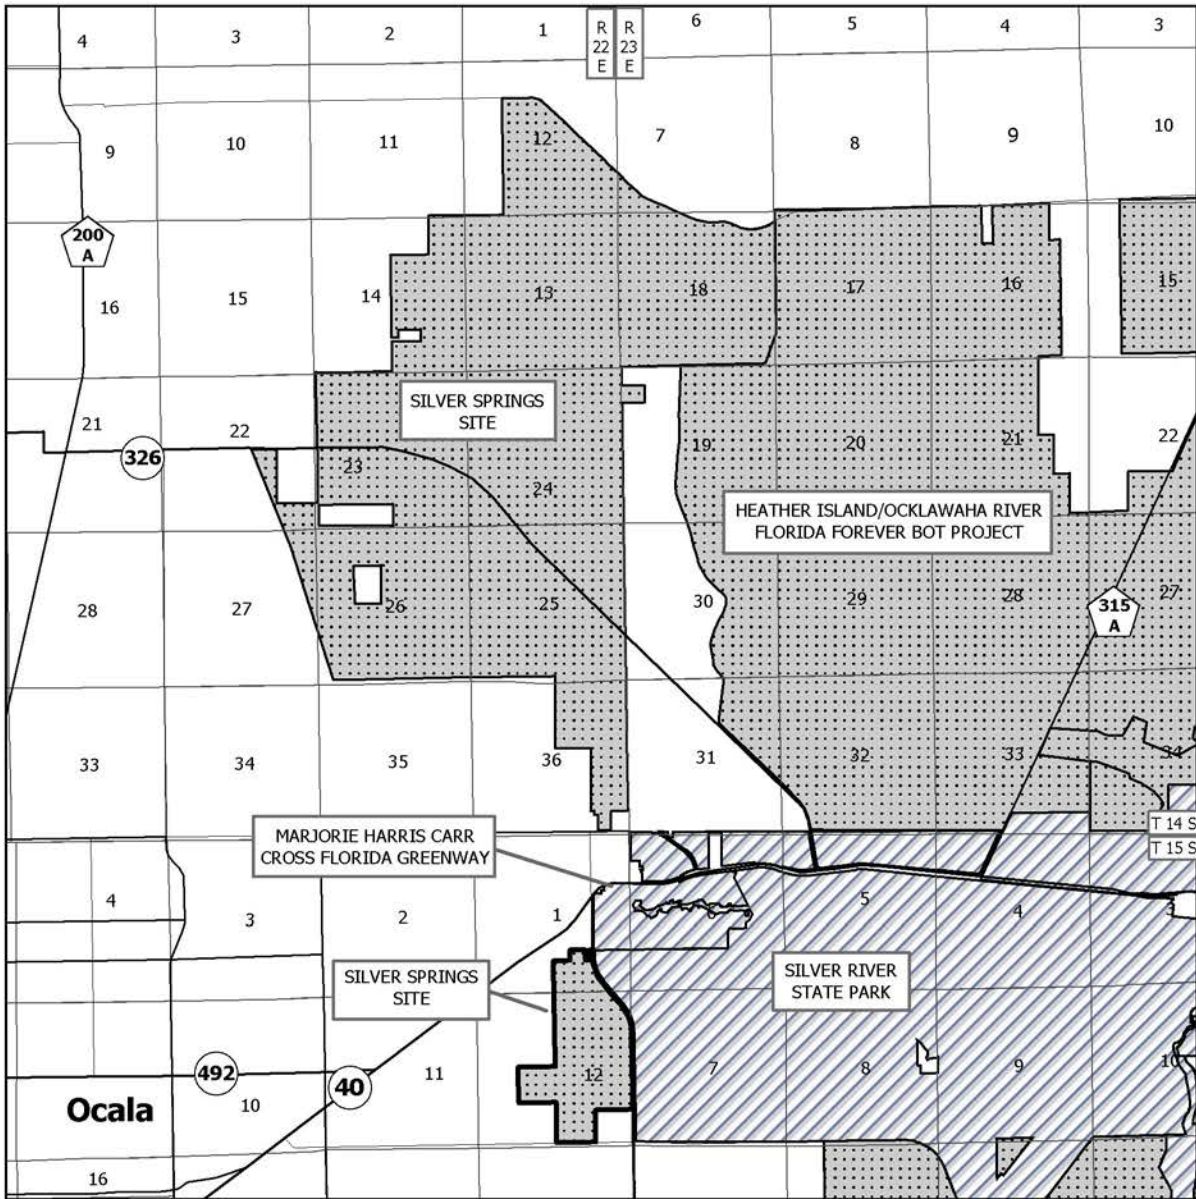 4 3 2 1 R 22 E R 23 E 6 5 4 3
9 10 11 12 7 8 9 10
200 A
16 15 14 13 18 17 16 15
SILVER SPRINGS
SITE
21 22 23 24 19 20 21 22
326
HEATHER ISLAND/OCKLAWAHA RIVER
FLORIDA FOREVER BOT PROJECT
28 27 26 25 30 29 28 27
315 A
33 34 35 36 31 32 33 34
T 14 S
T 15 S
MARJORIE HARRIS CARR
CROSS FLORIDA GREENWAY
4 3 2 1 6 5 4 3
SILVER SPRINGS
SITE
SILVER RIVER
STATE PARK
492 40 11 12 7 8 9 10
Ocala 10
16